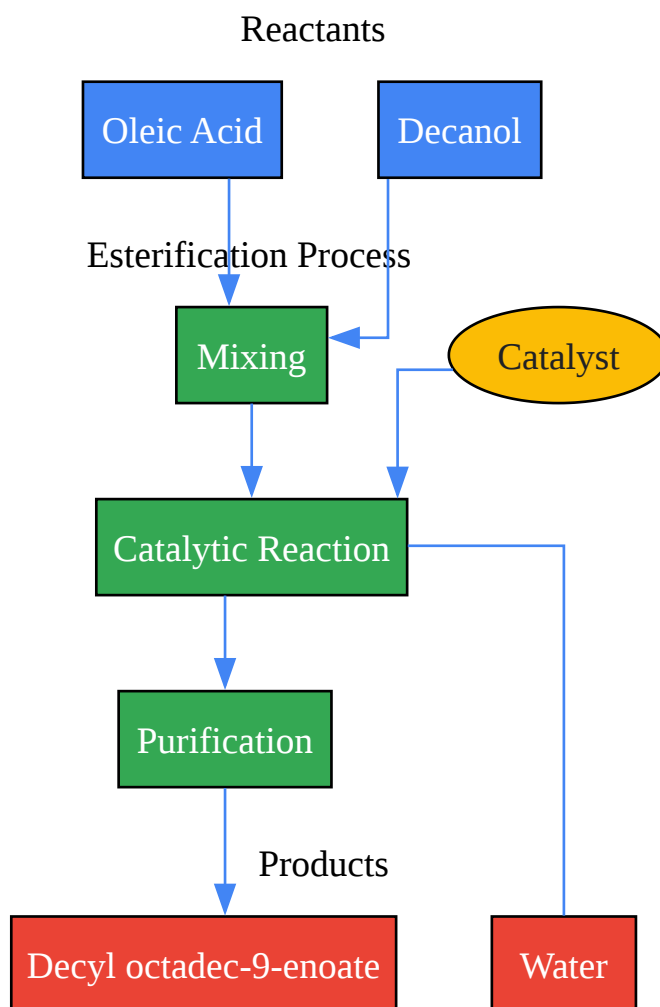 Reactants
Oleic Acid
Decanol
Esterification Process
Mixing
Catalyst
Catalytic Reaction
Purification
Products
Decyl octadec-9-enoate
Water